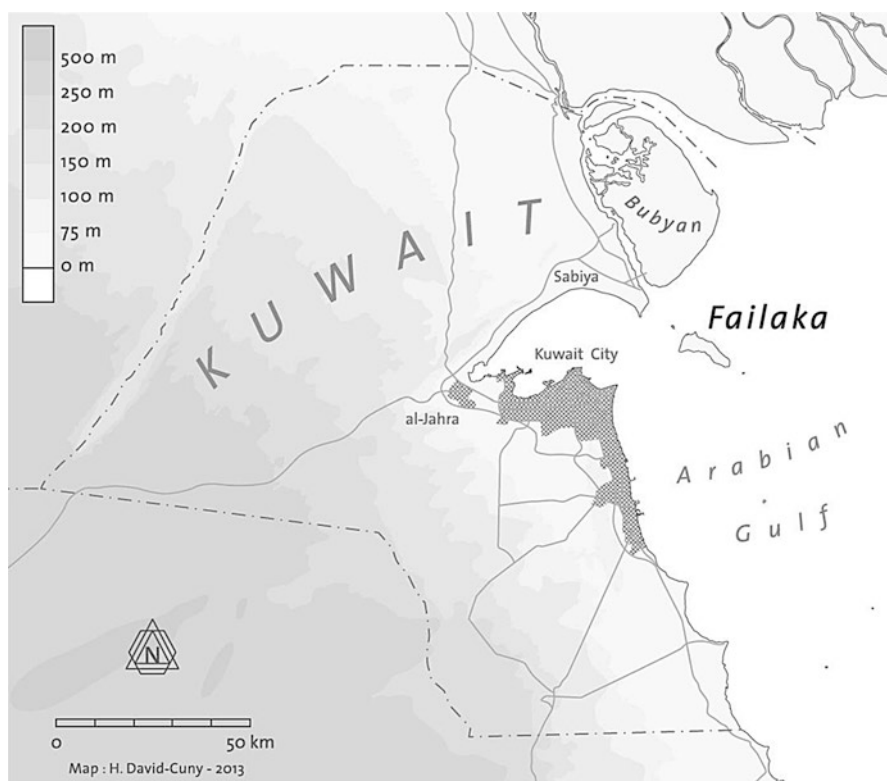 500 m
250 m
200 m
150 m
100 m
75 m
0 m
KUWAIT
Bubyan
Sabiya
Failaka
Kuwait City
al-Jahra
Arabian
Gulf
N
0
50 km
Map : H. David-Cuny - 2013